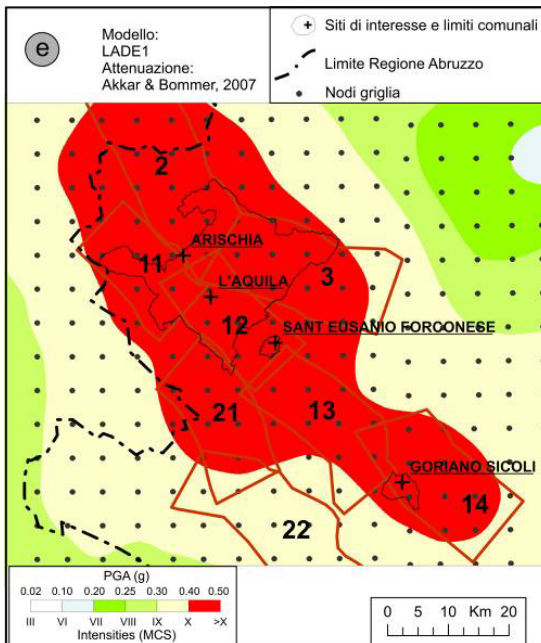 e
Modello:
LADE1
Attenuazione:
Akkar & Bommer, 2007
Siti di interesse e limiti comunali
Limite Regione Abruzzo
Nodi griglia
2
ARISCHIA
11
3
L'AQUILA
12
SANT EUSANIO FORCONESE
21
13
GORIANO SICOLI
14
22
PGA (g)
0.02 0.10 0.20 0.25 0.30 0.40 0.50
III VI VII VIII IX X >X
Intensities (MCS)
0 5 10 Km 20